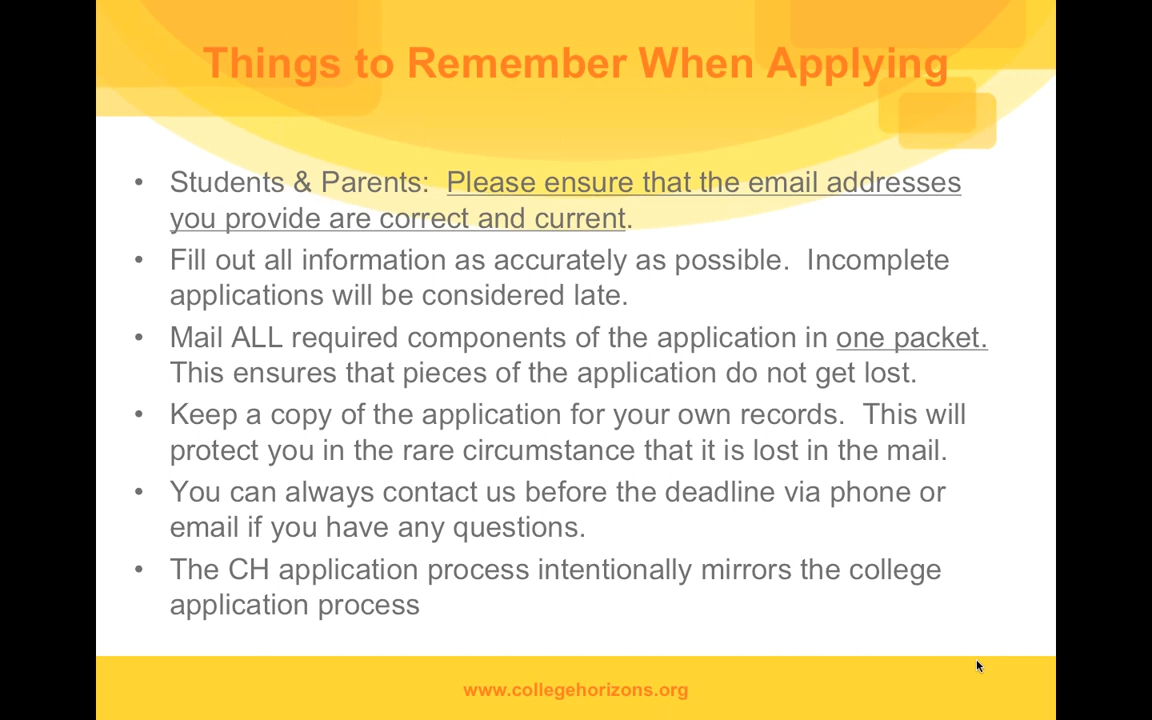 Things to Remember When Applying
• Students & Parents:  Please ensure that the email addresses
you provide are correct and current.
• Fill out all information as accurately as possible.  Incomplete
applications will be considered late.
• Mail ALL required components of the application in one packet.
This ensures that pieces of the application do not get lost.
• Keep a copy of the application for your own records.  This will
protect you in the rare circumstance that it is lost in the mail.
• You can always contact us before the deadline via phone or
email if you have any questions.
• The CH application process intentionally mirrors the college
application process
www.collegehorizons.org